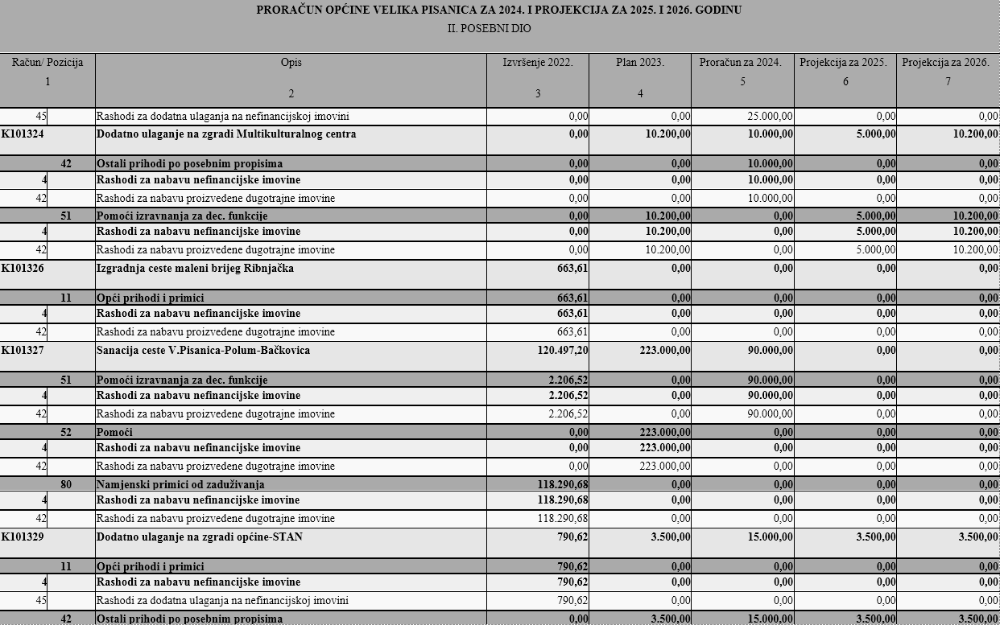 PRORAČUN OPĆINE VELIKA PISANICA ZA 2024. I PROJEKCIJA ZA 2025. I 2026. GODINU
II. POSEBNI DIO
Račun/ Pozicija Opis Izvršenje 2022. Plan 2023. Proračun za 2024. Projekcija za 2025. Projekcija za 2026.
1 2 3 4 5 6 7
45 Rashodi za dodatna ulaganja na nefinancijskoj imovini 0,00 0,00 25.000,00 0,00 0,00
K101324 Dodatno ulaganje na zgradi Multikulturalnog centra 0,00 10.200,00 10.000,00 5.000,00 10.200,00
42 Ostali prihodi po posebnim propisima 0,00 0,00 10.000,00 0,00 0,00
4 Rashodi za nabavu nefinancijske imovine 0,00 0,00 10.000,00 0,00 0,00
42 Rashodi za nabavu proizvedene dugotrajne imovine 0,00 0,00 10.000,00 0,00 0,00
51 Pomoći izravnanja za dec. funkcije 0,00 10.200,00 0,00 5.000,00 10.200,00
4 Rashodi za nabavu nefinancijske imovine 0,00 10.200,00 0,00 5.000,00 10.200,00
42 Rashodi za nabavu proizvedene dugotrajne imovine 0,00 10.200,00 0,00 5.000,00 10.200,00
K101326 Izgradnja ceste maleni brijeg Ribnjačka 663,61 0,00 0,00 0,00 0,00
11 Opći prihodi i primici 663,61 0,00 0,00 0,00 0,00
4 Rashodi za nabavu nefinancijske imovine 663,61 0,00 0,00 0,00 0,00
42 Rashodi za nabavu proizvedene dugotrajne imovine 663,61 0,00 0,00 0,00 0,00
K101327 Sanacija ceste V.Pisanica-Polum-Bačkovica 120.497,20 223.000,00 90.000,00 0,00 0,00
51 Pomoći izravnanja za dec. funkcije 2.206,52 0,00 90.000,00 0,00 0,00
4 Rashodi za nabavu nefinancijske imovine 2.206,52 0,00 90.000,00 0,00 0,00
42 Rashodi za nabavu proizvedene dugotrajne imovine 2.206,52 0,00 90.000,00 0,00 0,00
52 Pomoći 0,00 223.000,00 0,00 0,00 0,00
4 Rashodi za nabavu nefinancijske imovine 0,00 223.000,00 0,00 0,00 0,00
42 Rashodi za nabavu proizvedene dugotrajne imovine 0,00 223.000,00 0,00 0,00 0,00
80 Namjenski primici od zaduživanja 118.290,68 0,00 0,00 0,00 0,00
4 Rashodi za nabavu nefinancijske imovine 118.290,68 0,00 0,00 0,00 0,00
42 Rashodi za nabavu proizvedene dugotrajne imovine 118.290,68 0,00 0,00 0,00 0,00
K101329 Dodatno ulaganje na zgradi općine-STAN 790,62 3.500,00 15.000,00 3.500,00 3.500,00
11 Opći prihodi i primici 790,62 0,00 0,00 0,00 0,00
4 Rashodi za nabavu nefinancijske imovine 790,62 0,00 0,00 0,00 0,00
45 Rashodi za dodatna ulaganja na nefinancijskoj imovini 790,62 0,00 0,00 0,00 0,00
42 Ostali prihodi po posebnim propisima 0,00 3.500,00 15.000,00 3.500,00 3.500,00